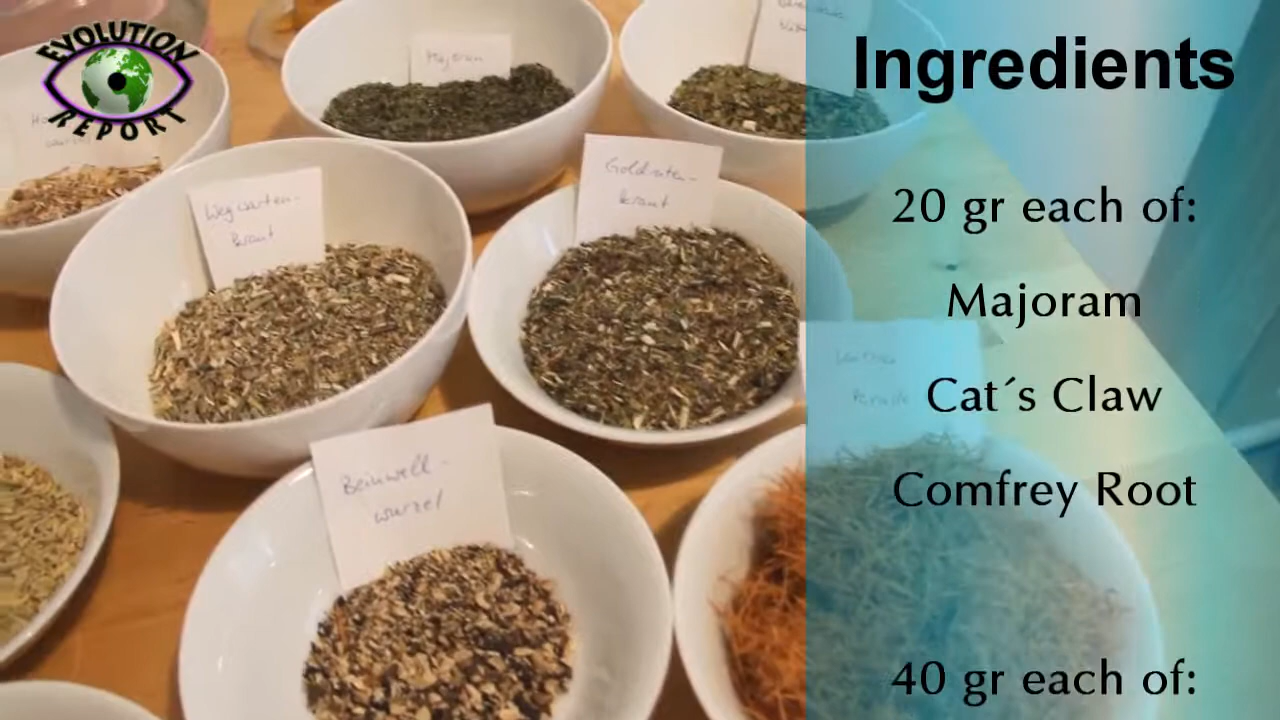 EVOLUTION
REPORT
Majoram
Wegwarten-
kraut
Goldruten-
kraut
Beinwell-
wurzel
Ingredients
20 gr each of:
Majoram
Cat´s Claw
Comfrey Root
40 gr each of: